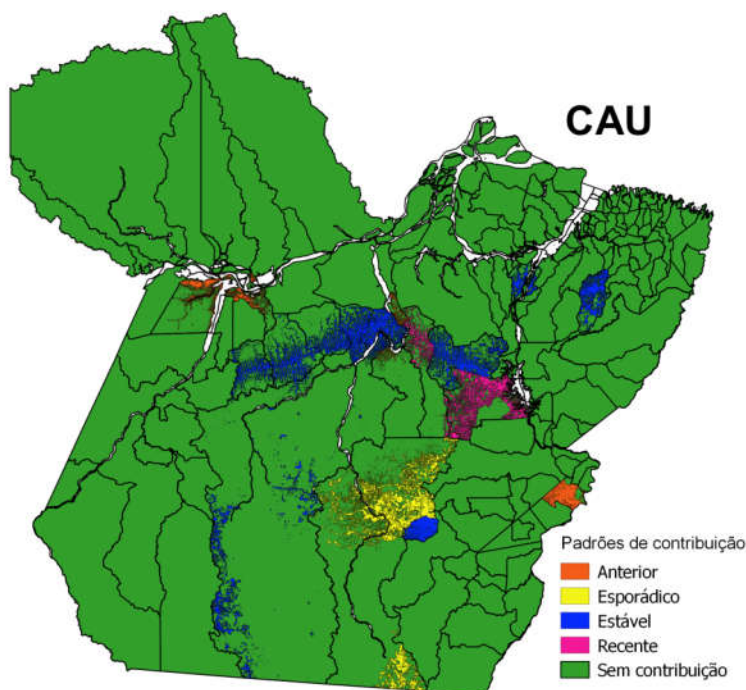 CAU
Padrões de contribuição
Anterior
Esporádico
Estável
Recente
Sem contribuição